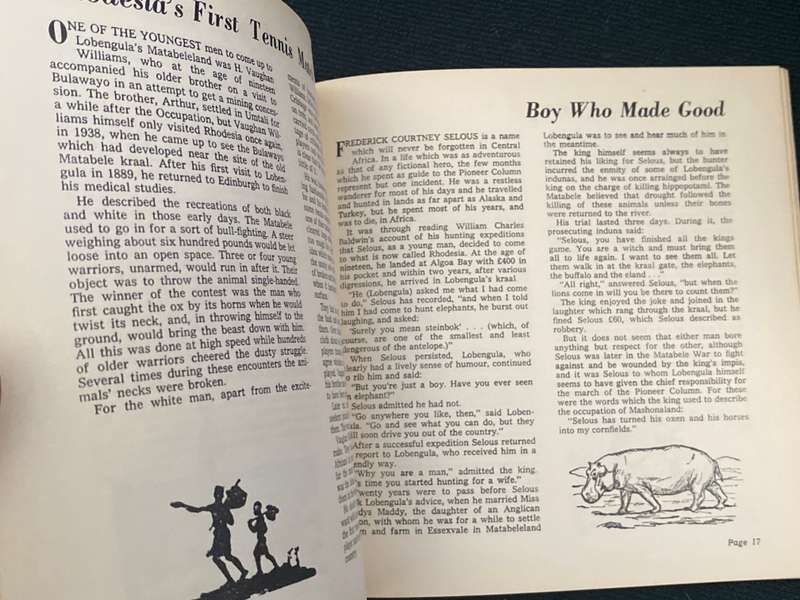 Rhodesia's First Tennis
ONE OF THE YOUNGEST men to come up to
Lobengula's Matabeleland was H. Vaughan
Williams, who at the age of nineteen
accompanied his older brother on a visit to
Bulawayo in an attempt to get a mining conces-
sion. The brother, Arthur, settled in Umtali for
a while after the Occupation, but Vaughan Wil-
liams himself only visited Rhodesia once again,
in 1938, when he came up to see the Bulawayo
which had developed near the site of the old
Matabele kraal. After his first visit to Loben-
gula in 1889, he returned to Edinburgh to finish
his medical studies.
He described the recreations of both black
and white in those early days. The Matabele
used to go in for a sort of bull-fighting. A steer
weighing about six hundred pounds would be let
loose into an open space. Three or four young
warriors, unarmed, would run in after it. Their
object was to throw the animal single-handed.
The winner of the contest was the man who
first caught the ox by its horns when he would
twist its neck, and, in throwing himself to the
ground, would bring the beast down with him.
All this was done at high speed while hundreds
of older warriors cheered the dusty struggle.
Several times during these encounters the ani-
mals' necks were broken.
For the white man, apart from the excite-
Boy Who Made Good
FREDERICK COURTNEY SELOUS is a name
which will never be forgotten in Central
Africa. In a life which was as adventurous
as that of any fictional hero, the few months
which he spent as guide to the Pioneer Column
represent but one incident. He was a restless
wanderer for most of his days and he travelled
and hunted in lands as far apart as Alaska and
Turkey, but he spent most of his years, and
was to die, in Africa.
It was through reading William Charles
Baldwin's account of his hunting expeditions
that Selous, as a young man, decided to come
to what is now called Rhodesia. At the age of
nineteen, he landed at Algoa Bay with £400 in
his pocket and within two years, after various
digressions, he arrived in Lobengula's kraal
"He (Lobengula) asked me what I had come
to do," Selous has recorded, "and when I told
him I had come to hunt elephants, he burst out
laughing, and asked:
'Surely you mean steinbok' . . . (which, of
course, are one of the smallest and least
dangerous of the antelope.)"
When Selous persisted, Lobengula, who
clearly had a lively sense of humour, continued
to rib him and said:
"But you're just a boy. Have you ever seen
an elephant?"
Selous admitted he had not.
"Go anywhere you like, then," said Loben-
gula. "Go and see what you can do, but they
will soon drive you out of the country."
After a successful expedition Selous returned
to report to Lobengula, who received him in a
friendly way.
"Why you are a man," admitted the king.
time you started hunting for a wife."
Twenty years were to pass before Selous
Lobengula's advice, when he married Miss
Maddy, the daughter of an Anglican
with whom he was for a while to settle
and farm in Essexvale in Matabeleland
Lobengula was to see and hear much of him in
the meantime.
The king himself seems always to have
retained his liking for Selous, but the hunter
incurred the enmity of some of Lobengula's
indunas, and he was once arraigned before the
king on the charge of killing hippopotami. The
Matabele believed that drought followed the
killing of these animals unless their bones
were returned to the river.
His trial lasted three days. During it, the
prosecuting induna said:
"Selous, you have finished all the kings
game. You are a witch and must bring them
all to life again. I want to see them all. Let
them walk in at the kraal gate, the elephants,
the buffalo and the eland . . ."
"All right," answered Selous, "but when the
lions come in will you be there to count them?"
The king enjoyed the joke and joined in the
laughter which rang through the kraal, but he
fined Selous £60, which Selous described as
robbery.
But it does not seem that either man bore
anything but respect for the other, although
Selous was later in the Matabele War to fight
against and be wounded by the king's impis,
and it was Selous to whom Lobengula himself
seems to have given chief responsibility for
the march of the Pioneer Column. For these
were the words which the king used to describe
the occupation of Mashonaland:
"Selous has turned his oxen and his horses
into my cornfields."
Page 17